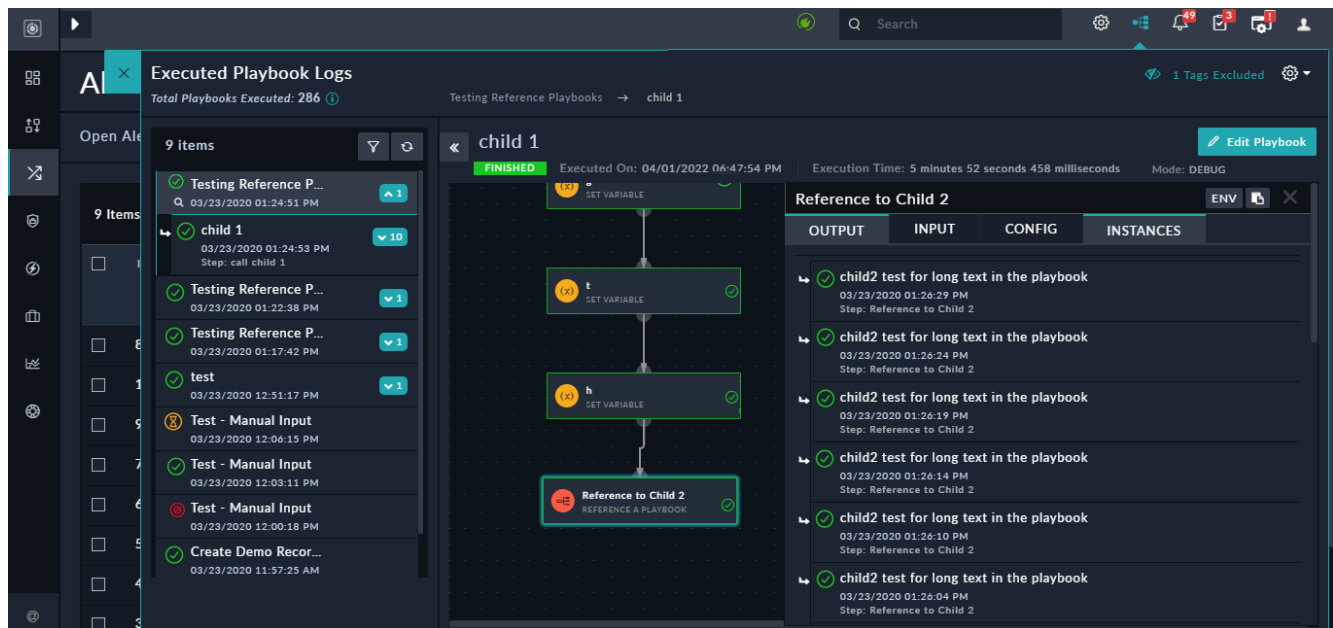 49
3
!
Search
Al
Executed Playbook Logs
Total Playbooks Executed: 286
1 Tags Excluded
Testing Reference Playbooks → child 1
Open Ale
9 items
child 1
Edit Playbook
FINISHED
Executed On: 04/01/2022 06:47:54 PM
Execution Time: 5 minutes 52 seconds 458 milliseconds
Mode: DEBUG
9 Items
Testing Reference P...
03/23/2020 01:24:51 PM
1
child 1
03/23/2020 01:24:53 PM
Step: call child 1
10
Testing Reference P...
03/23/2020 01:22:38 PM
1
Testing Reference P...
03/23/2020 01:17:42 PM
1
test
03/23/2020 12:51:17 PM
1
Test - Manual Input
03/23/2020 12:06:15 PM
Test - Manual Input
03/23/2020 12:03:11 PM
Test - Manual Input
03/23/2020 12:00:18 PM
Create Demo Recor...
03/23/2020 11:57:25 AM
(x)
SET VARIABLE
(x) t
SET VARIABLE
(x) h
SET VARIABLE
Reference to Child 2
REFERENCE A PLAYBOOK
Reference to Child 2
ENV
OUTPUT INPUT CONFIG INSTANCES
child2 test for long text in the playbook
03/23/2020 01:26:29 PM
Step: Reference to Child 2
child2 test for long text in the playbook
03/23/2020 01:26:24 PM
Step: Reference to Child 2
child2 test for long text in the playbook
03/23/2020 01:26:19 PM
Step: Reference to Child 2
child2 test for long text in the playbook
03/23/2020 01:26:14 PM
Step: Reference to Child 2
child2 test for long text in the playbook
03/23/2020 01:26:10 PM
Step: Reference to Child 2
child2 test for long text in the playbook
03/23/2020 01:26:04 PM
Step: Reference to Child 2
@